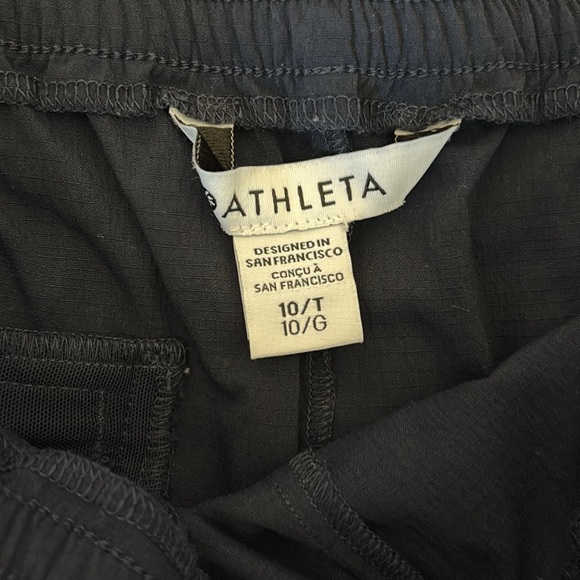 ATHLETA
DESIGNED IN
SAN FRANCISCO
CONÇU À
SAN FRANCISCO
10/T
10/G